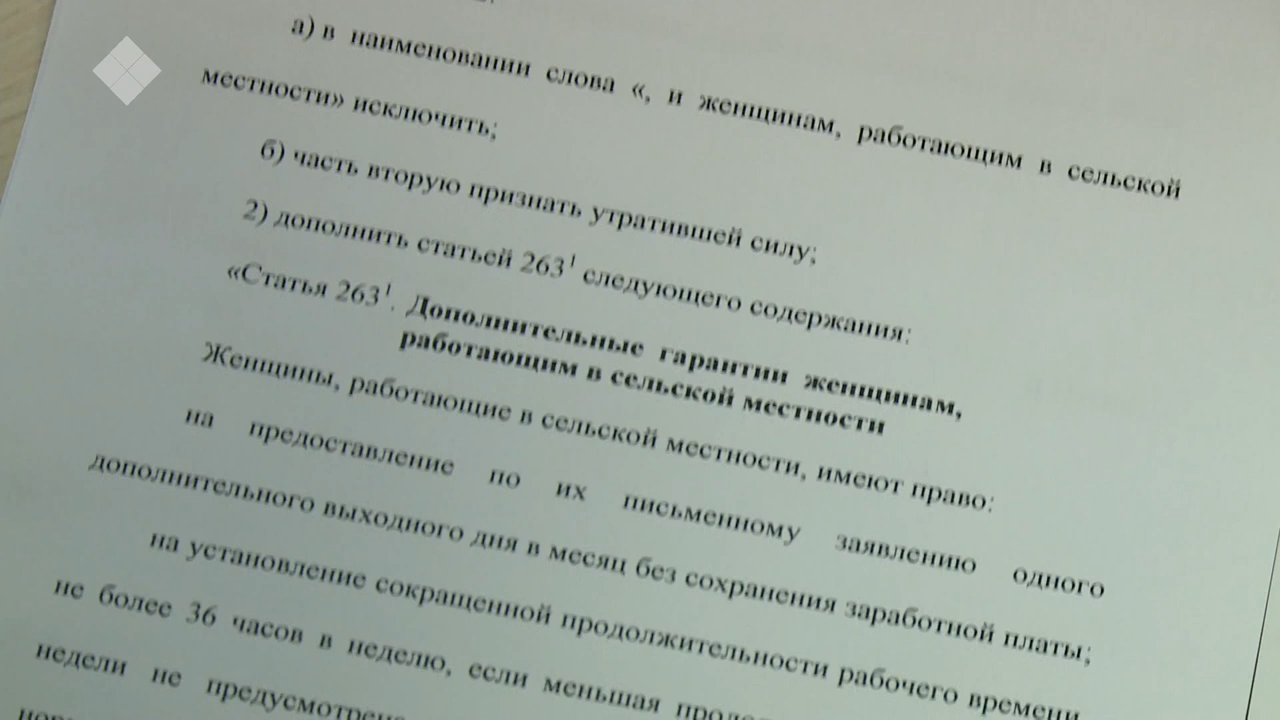 а) в наименовании слова «, и женщинам, работающим в сельской
местности» исключить;
б) часть вторую признать утратившей силу;
2) дополнить статьей 263¹ следующего содержания:
«Статья 263¹. Дополнительные гарантии женщинам,
работающим в сельской местности
Женщины, работающие в сельской местности, имеют право:
на предоставление по их письменному заявлению одного
дополнительного выходного дня в месяц без сохранения заработной платы;
на установление сокращенной продолжительности рабочего времени
не более 36 часов в неделю, если меньшая
недели не